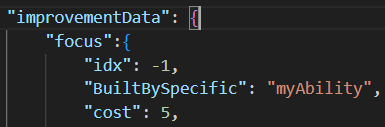 "improvementData": {
"focus":{
"idx": -1,
"BuiltBySpecific": "myAbility",
"cost": 5,